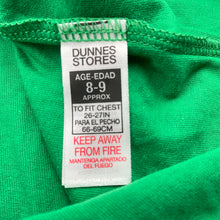 DUNNES
STORES
AGE-EDAD
8-9
APPROX
TO FIT CHEST
26-27IN
PARA EL PECHO
66-69CM
KEEP AWAY
FROM FIRE
MANTENGA APARTADO
DEL FUEGO